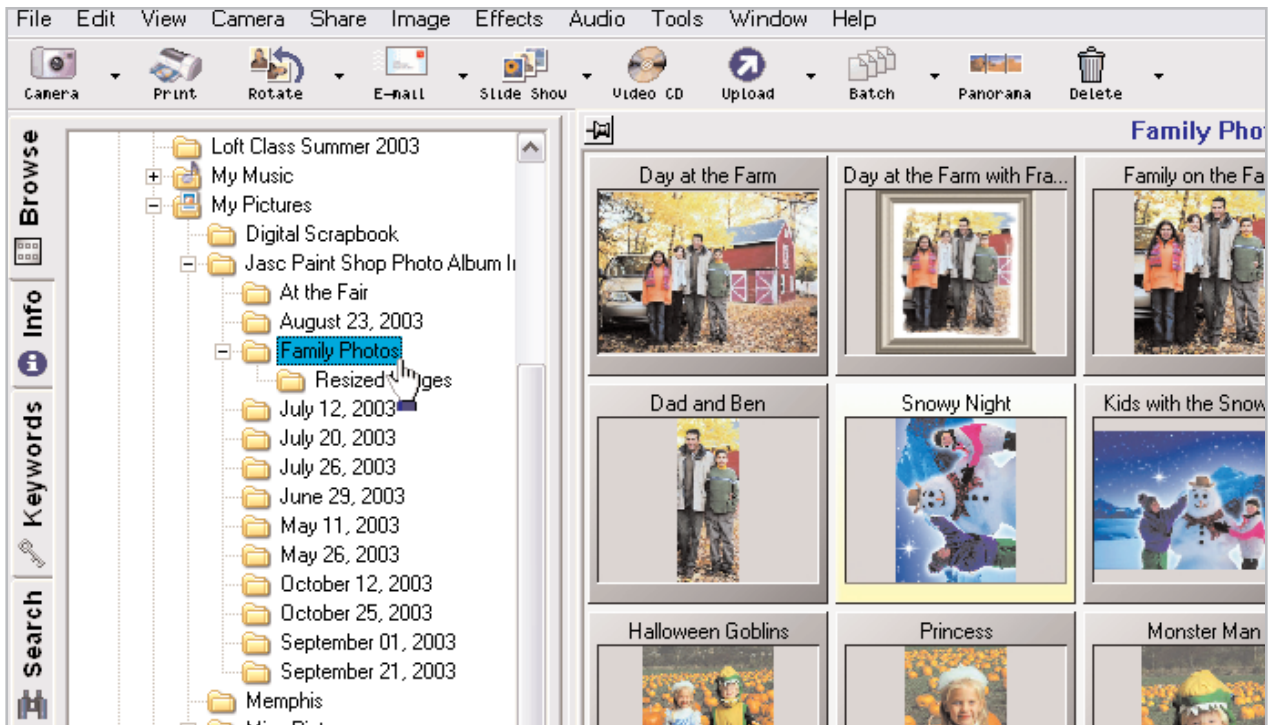 File Edit View Camera Share Image Effects Audio Tools Window Help
Camera Print Rotate E-mail Slide Show Video CD Upload Batch Panorama Delete
Browse
Info
Keywords
Search
Loft Class Summer 2003
My Music
My Pictures
Digital Scrapbook
Jasc Paint Shop Photo Album
At the Fair
August 23, 2003
Family Photos
Resized
July 12, 2003
July 20, 2003
July 26, 2003
June 29, 2003
May 11, 2003
May 26, 2003
October 12, 2003
October 25, 2003
September 01, 2003
September 21, 2003
Memphis
Family Pho
Day at the Farm
Day at the Farm with Fra...
Family on the Fa
Dad and Ben
Snowy Night
Kids with the Snow
Halloween Goblins
Princess
Monster Man